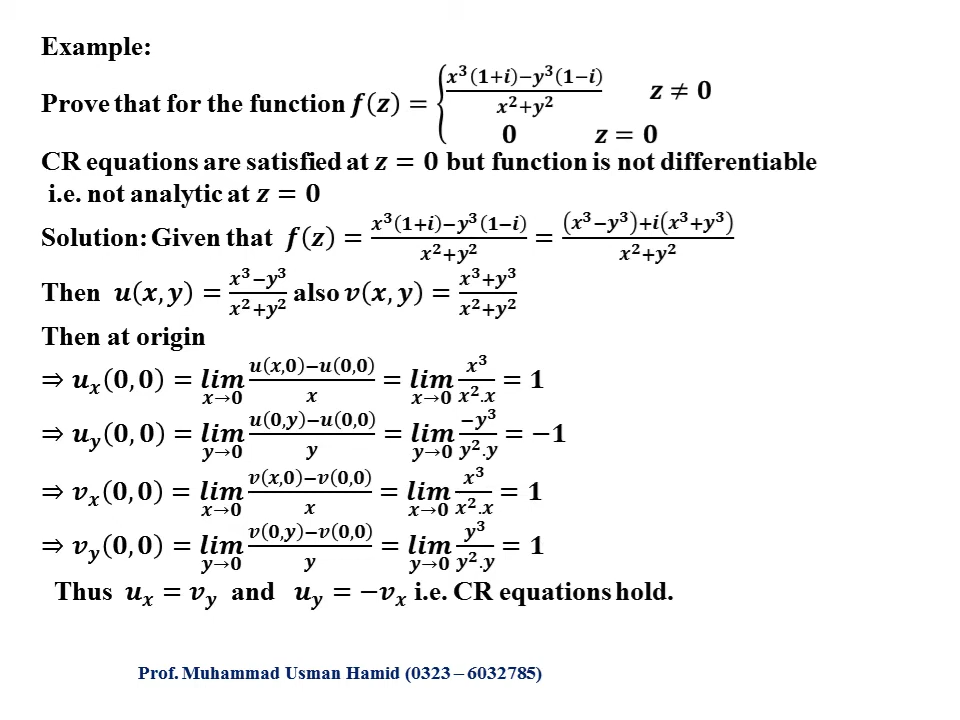 Example:
Prove that for the function f(z) = { x³(1+i)−y³(1−i) / x²+y²   z ≠ 0
0   z = 0
CR equations are satisfied at z = 0 but function is not differentiable
i.e. not analytic at z = 0
Solution: Given that f(z) = x³(1+i)−y³(1−i) / x²+y² = (x³−y³)+i(x³+y³) / x²+y²
Then u(x, y) = x³−y³ / x²+y² also v(x, y) = x³+y³ / x²+y²
Then at origin
⇒ uₓ(0, 0) = lim x→0 u(x,0)−u(0,0) / x = lim x→0 x³ / x².x = 1
⇒ u_y(0, 0) = lim y→0 u(0,y)−u(0,0) / y = lim y→0 −y³ / y².y = −1
⇒ vₓ(0, 0) = lim x→0 v(x,0)−v(0,0) / x = lim x→0 x³ / x².x = 1
⇒ v_y(0, 0) = lim y→0 v(0,y)−v(0,0) / y = lim y→0 y³ / y².y = 1
Thus uₓ = v_y and u_y = −vₓ i.e. CR equations hold.
Prof. Muhammad Usman Hamid (0323 – 6032785)